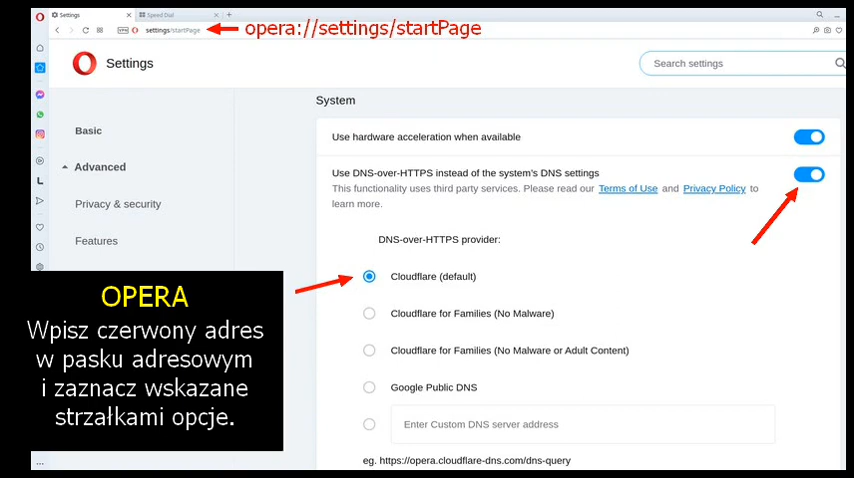 Settings
Speed Dial
VPN
settings/startPage
opera://settings/startPage
Settings
Search settings
System
Basic
Use hardware acceleration when available
Advanced
Use DNS-over-HTTPS instead of the system's DNS settings
This functionality uses third party services. Please read our Terms of Use and Privacy Policy to
learn more.
Privacy & security
Features
DNS-over-HTTPS provider:
Cloudflare (default)
Cloudflare for Families (No Malware)
Cloudflare for Families (No Malware or Adult Content)
Google Public DNS
Enter Custom DNS server address
eg. https://opera.cloudflare-dns.com/dns-query
OPERA
Wpisz czerwony adres
w pasku adresowym
i zaznacz wskazane
strzałkami opcje.